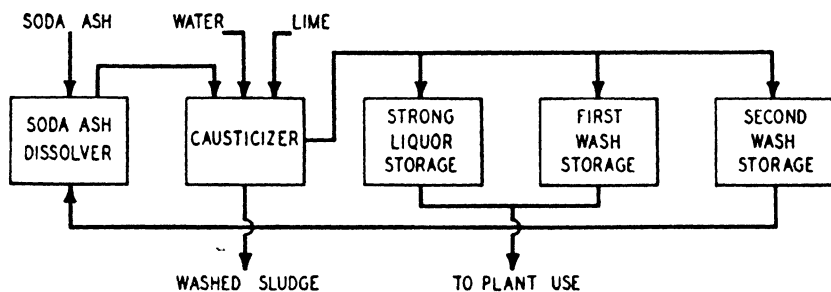 SODA ASH
WATER
LIME
SODA ASH
DISSOLVER
CAUSTICIZER
STRONG
LIQUOR
STORAGE
FIRST
WASH
STORAGE
SECOND
WASH
STORAGE
WASHED SLUDGE
TO PLANT USE